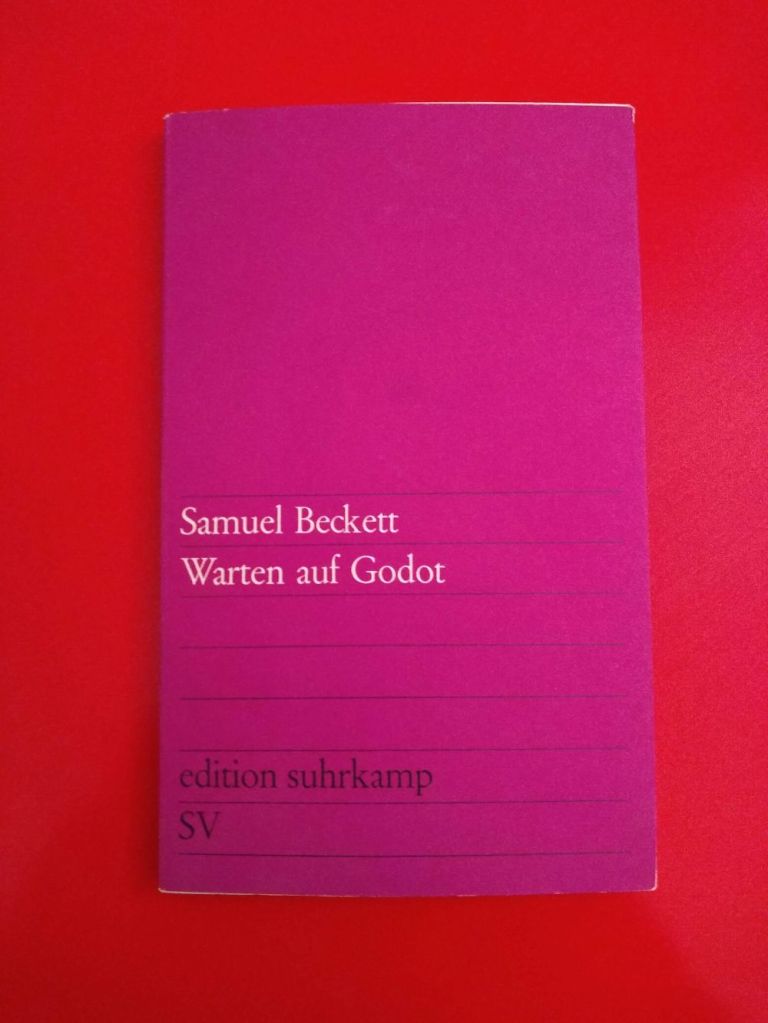 Samuel Beckett
Warten auf Godot
edition suhrkamp
SV